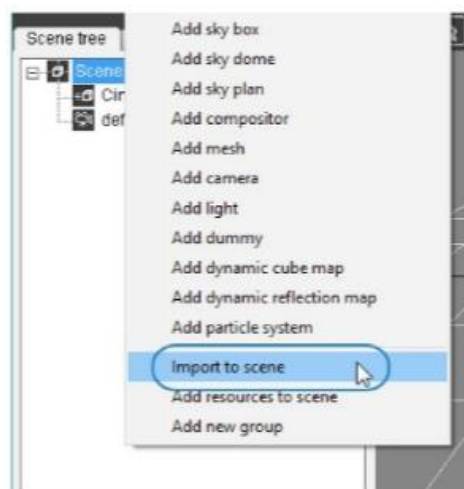 Scene tree
Scene
Cin
def
Add sky box
Add sky dome
Add sky plan
Add compositor
Add mesh
Add camera
Add light
Add dummy
Add dynamic cube map
Add dynamic reflection map
Add particle system
Import to scene
Add resources to scene
Add new group